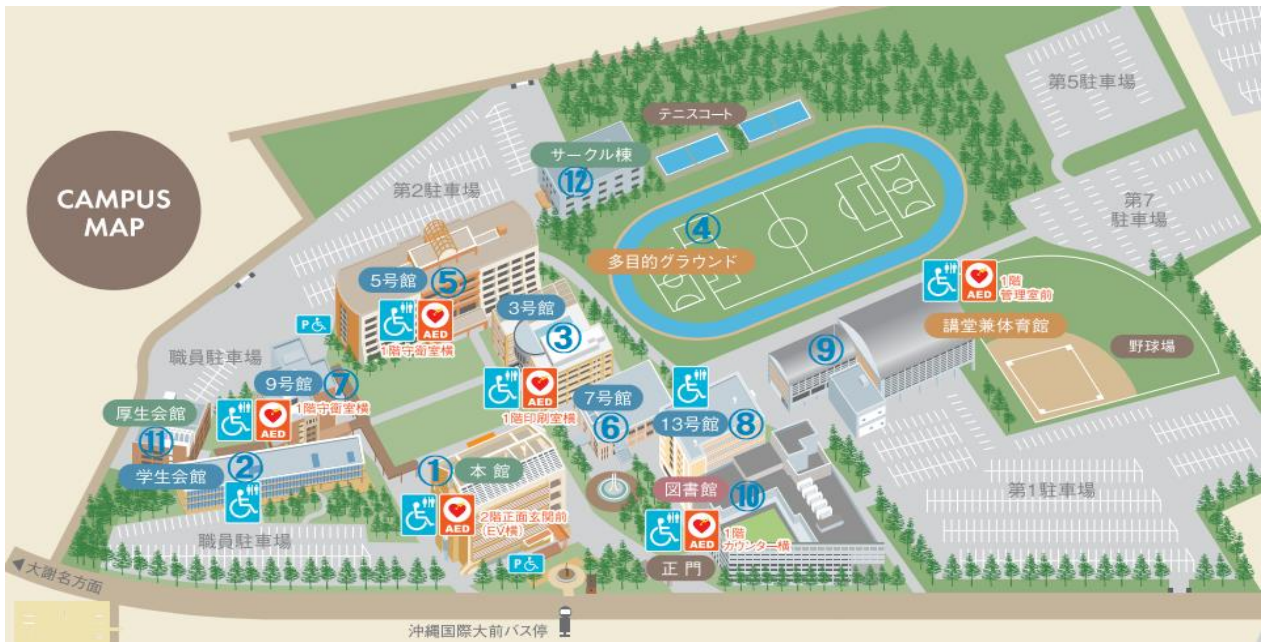 CAMPUS
MAP
第5駐車場
テニスコート
サークル棟
⑫
第2駐車場
第7
駐車場
④
多目的グラウンド
5号館
⑤
AED
1階守衛室横
P
3号館
③
AED
1階印刷室横
AED
1階
管理室前
講堂兼体育館
⑨
野球場
職員駐車場
9号館
⑦
AED
1階守衛室横
7号館
⑥
13号館
⑧
厚生会館
⑪
学生会館
②
①
本館
AED
2階正面玄関前
(EV横)
図書館
⑩
AED
1階
カウンター横
第1駐車場
職員駐車場
P
正門
大謝名方面
沖縄国際大前バス停